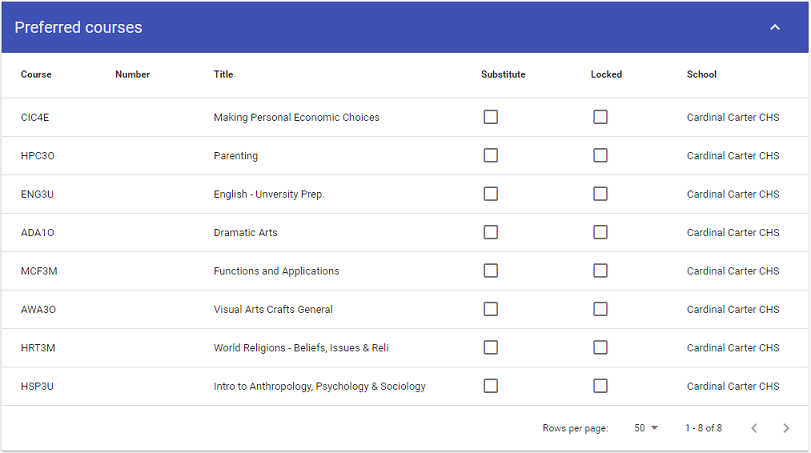 Preferred courses
Course Number Title Substitute Locked School
CIC4E Making Personal Economic Choices Cardinal Carter CHS
HPC3O Parenting Cardinal Carter CHS
ENG3U English - Unversity Prep. Cardinal Carter CHS
ADA1O Dramatic Arts Cardinal Carter CHS
MCF3M Functions and Applications Cardinal Carter CHS
AWA3O Visual Arts Crafts General Cardinal Carter CHS
HRT3M World Religions - Beliefs, Issues & Reli Cardinal Carter CHS
HSP3U Intro to Anthropology, Psychology & Sociology Cardinal Carter CHS
Rows per page: 50 1 - 8 of 8